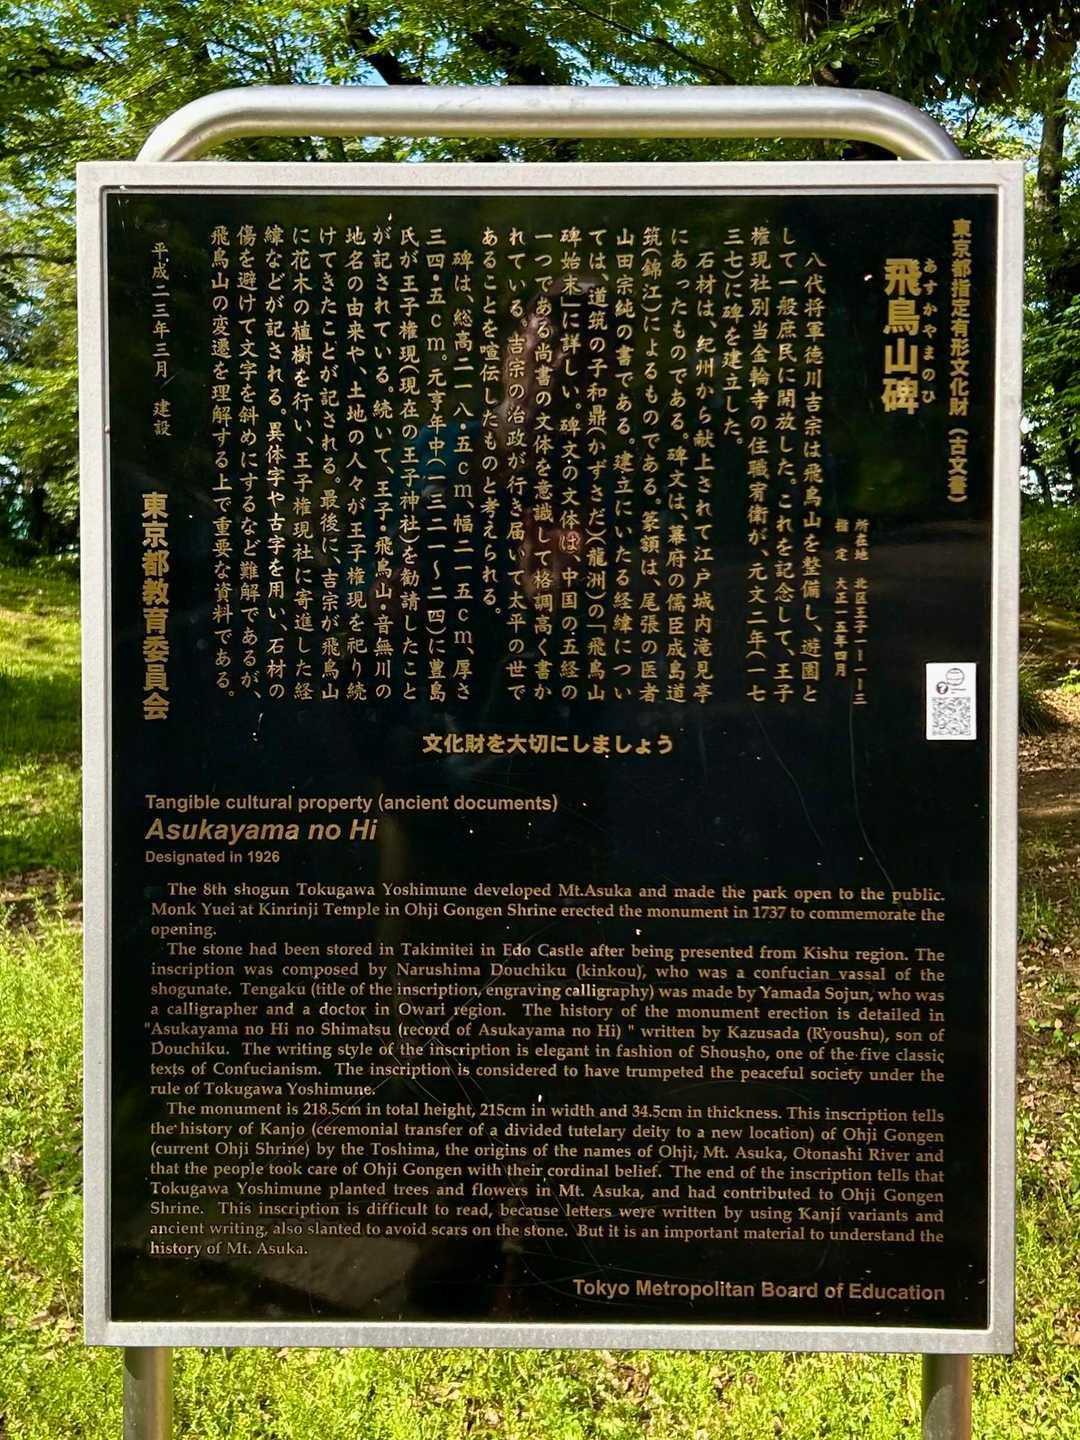 東京都指定有形文化財（古文書）
あすかやまのひ
飛鳥山碑
所在地 北区王子一―一―三
指定 大正一五年四月
八代将軍徳川吉宗は飛鳥山を整備し、遊園と
して一般庶民に開放した。これを記念して、王子
権現社別当金輪寺の住職宥衛が、元文二年(一七
三七)に碑を建立した。
石材は、紀州から献上されて江戸城内滝見亭
にあったものである。碑文は、幕府の儒臣成島道
筑(錦江)によるものである。篆額は、尾張の医者
山田宗純の書である。建立にいたる経緯につい
ては、道筑の子和鼎(かずさだ)(龍洲)の「飛鳥山
碑始末」に詳しい。碑文の文体は、中国の五経の
一つである尚書の文体を意識して格調高く書か
れている。吉宗の治政が行き届いて太平の世で
あることを喧伝したものと考えられる。
碑は、総高二一八・五cm、幅二一五cm、厚さ
三四・五cm。元亨年中(一三二一～二四)に豊島
氏が王子権現(現在の王子神社)を勧請したこと
が記されている。続いて、王子・飛鳥山・音無川の
地名の由来や、土地の人々が王子権現を祀り続
けてきたことが記される。最後に、吉宗が飛鳥山
に花木の植樹を行い、王子権現社に寄進した経
緯などが記される。異体字や古字を用い、石材の
傷を避けて文字を斜めにするなど難解であるが、
飛鳥山の変遷を理解する上で重要な資料である。
平成二三年三月 建設
東京都教育委員会
文化財を大切にしましょう
Tangible cultural property (ancient documents)
Asukayama no Hi
Designated in 1926
The 8th shogun Tokugawa Yoshimune developed Mt.Asuka and made the park open to the public.
Monk Yuei at Kinrinji Temple in Ohji Gongen Shrine erected the monument in 1737 to commemorate the
opening.
The stone had been stored in Takimitei in Edo Castle after being presented from Kishu region. The
inscription was composed by Narushima Douchiku (kinkou), who was a confucian vassal of the
shogunate. Tengaku (title of the inscription, engraving calligraphy) was made by Yamada Sojun, who was
a calligrapher and a doctor in Owari region. The history of the monument erection is detailed in
"Asukayama no Hi no Shimatsu (record of Asukayama no Hi) " written by Kazusada (Ryoushu), son of
Douchiku. The writing style of the inscription is elegant in fashion of Shousho, one of the five classic
texts of Confucianism. The inscription is considered to have trumpeted the peaceful society under the
rule of Tokugawa Yoshimune.
The monument is 218.5cm in total height, 215cm in width and 34.5cm in thickness. This inscription tells
the history of Kanjo (ceremonial transfer of a divided tutelary deity to a new location) of Ohji Gongen
(current Ohji Shrine) by the Toshima, the origins of the names of Ohji, Mt. Asuka, Otonashi River and
that the people took care of Ohji Gongen with their cordinal belief. The end of the inscription tells that
Tokugawa Yoshimune planted trees and flowers in Mt. Asuka, and had contributed to Ohji Gongen
Shrine. This inscription is difficult to read, because letters were written by using Kanji variants and
ancient writing, also slanted to avoid scars on the stone. But it is an important material to understand the
history of Mt. Asuka.
Tokyo Metropolitan Board of Education